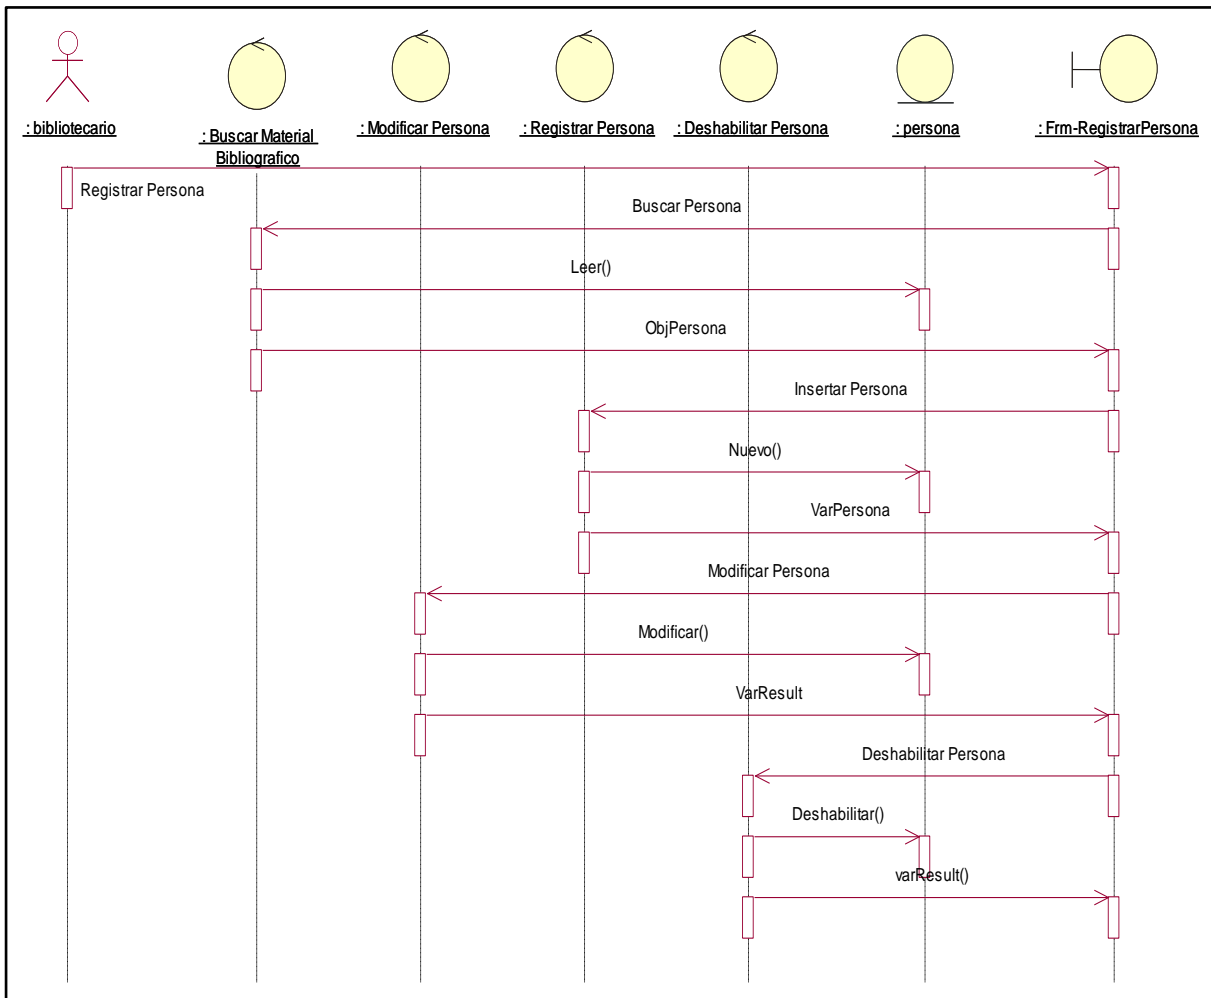 : bibliotecario
: Buscar Material
Bibliografico
: Modificar Persona
: Registrar Persona
: Deshabilitar Persona
: persona
: Frm-RegistrarPersona
Registrar Persona
Buscar Persona
Leer()
ObjPersona
Insertar Persona
Nuevo()
VarPersona
Modificar Persona
Modificar()
VarResult
Deshabilitar Persona
Deshabilitar()
varResult()